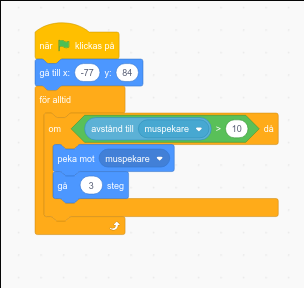 när klickas på
gå till x: -77 y: 84
för alltid
om avstånd till muspekare > 10 då
peka mot muspekare
gå 3 steg